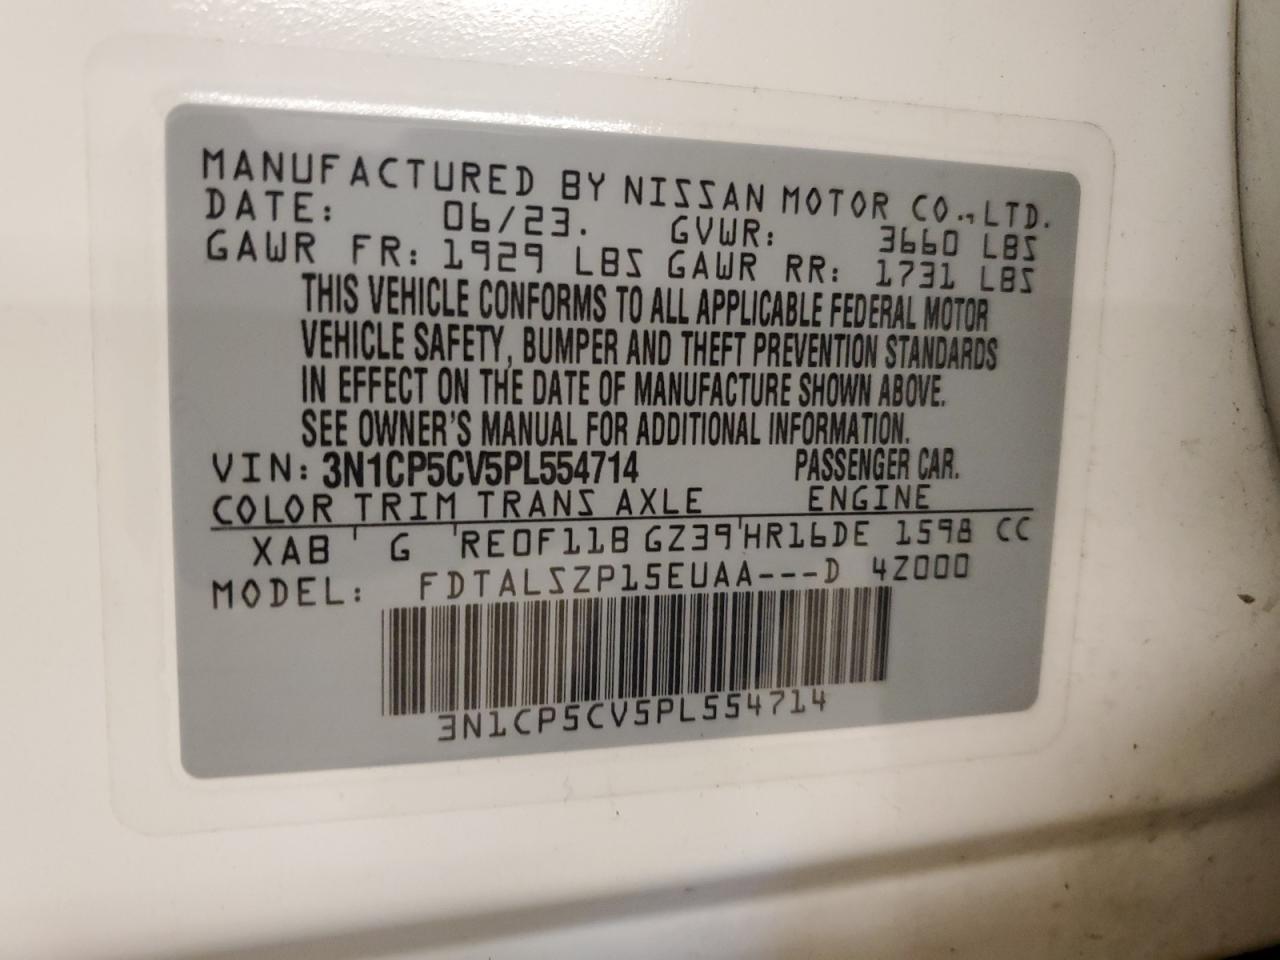 MANUFACTURED BY NISSAN MOTOR CO.,LTD.
DATE: 06/23. GVWR: 3660 LBS
GAWR FR: 1929 LBS GAWR RR: 1731 LBS
THIS VEHICLE CONFORMS TO ALL APPLICABLE FEDERAL MOTOR
VEHICLE SAFETY, BUMPER AND THEFT PREVENTION STANDARDS
IN EFFECT ON THE DATE OF MANUFACTURE SHOWN ABOVE.
SEE OWNER'S MANUAL FOR ADDITIONAL INFORMATION.
VIN: 3N1CP5CV5PL554714 PASSENGER CAR.
COLOR TRIM TRANS AXLE ENGINE
XAB G RE0F11B GZ39 HR16DE 1598 CC
MODEL: FDTALSZP15EUAA---D 4Z000
3N1CP5CV5PL554714